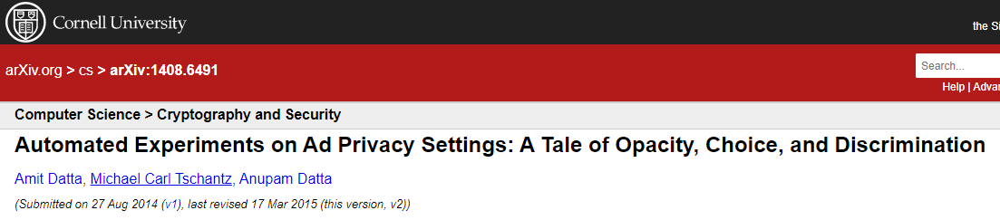 Cornell University
the Si
arXiv.org > cs > arXiv:1408.6491
Search...
Help | Advan
Computer Science > Cryptography and Security
Automated Experiments on Ad Privacy Settings: A Tale of Opacity, Choice, and Discrimination
Amit Datta, Michael Carl Tschantz, Anupam Datta
(Submitted on 27 Aug 2014 (v1), last revised 17 Mar 2015 (this version, v2))